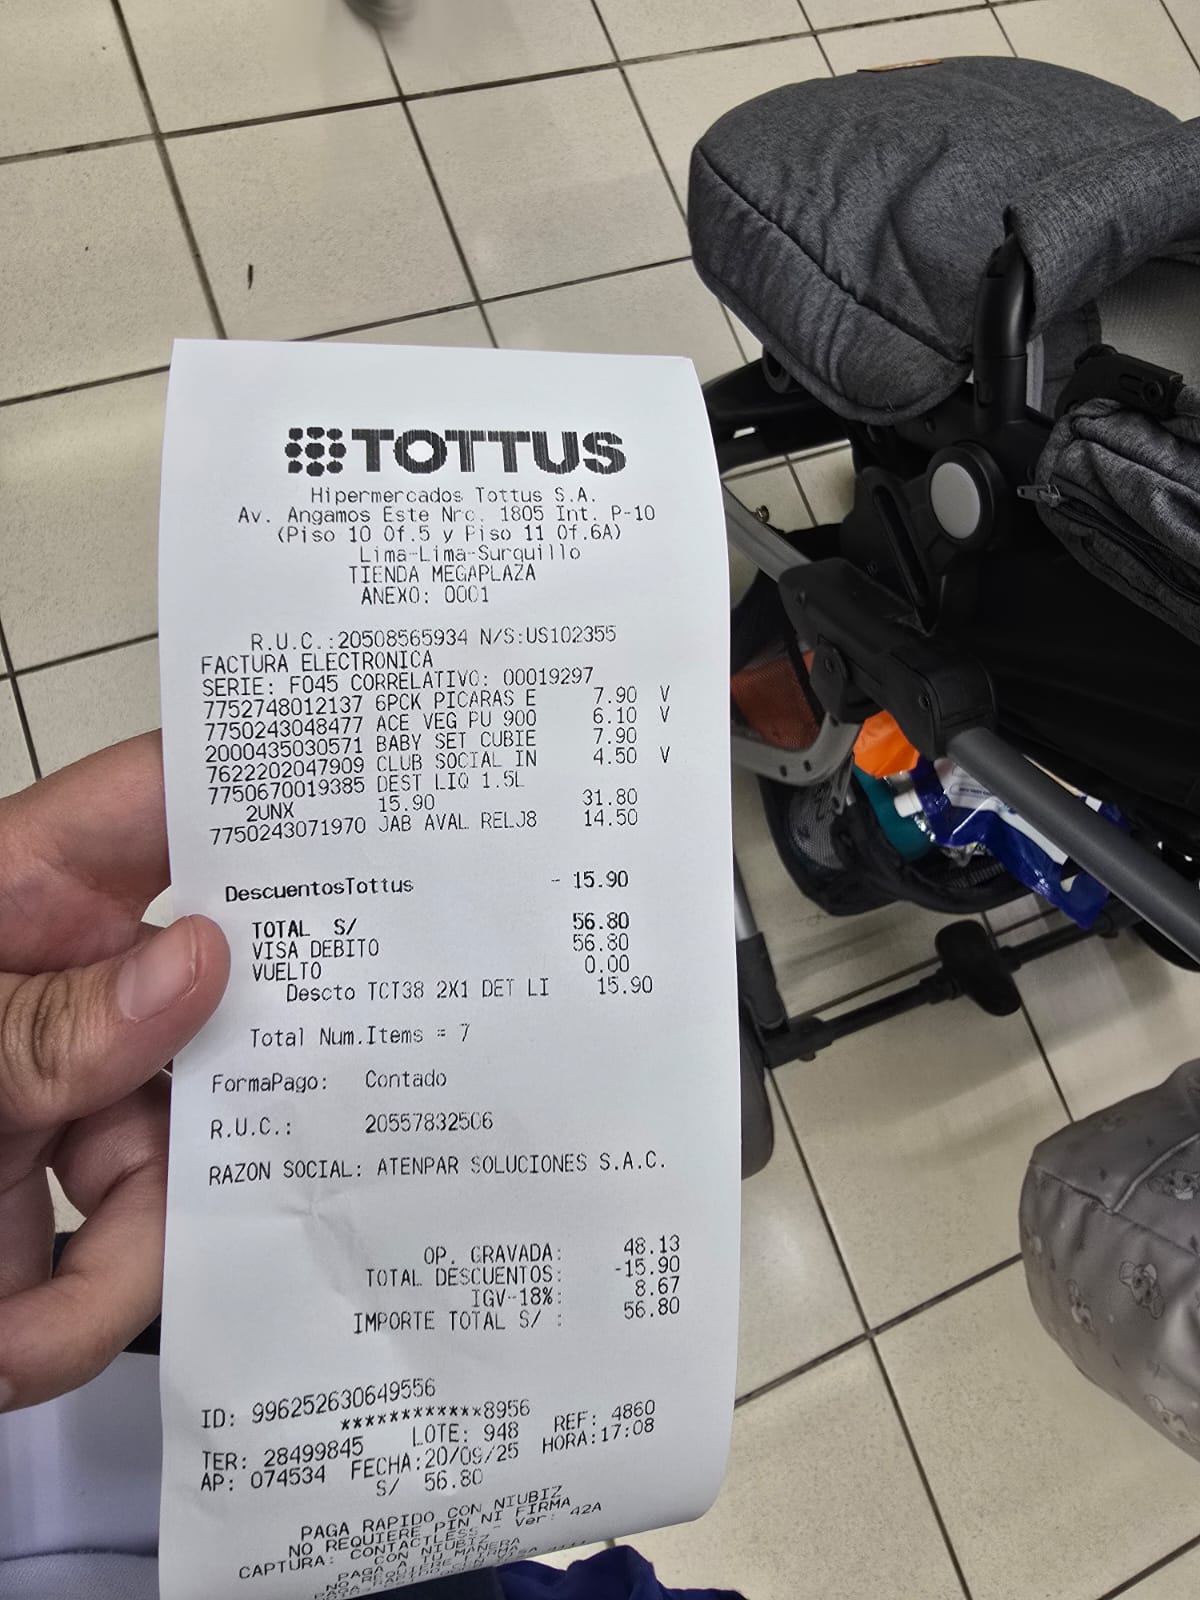 TOTTUS
Hipermercados Tottus S.A.
Av. Angamos Este Nro. 1805 Int. P-10
(Piso 10 Of.5 y Piso 11 Of.6A)
Lima-Lima-Surquillo
TIENDA MEGAPLAZA
ANEXO: 0001
R.U.C.:20508565934 N/S:US102355
FACTURA ELECTRONICA
SERIE: F045 CORRELATIVO: 00019297
7752748012137 6PCK PICARAS E 7.90 V
7750243048477 ACE VEG PU 900 6.10 V
2000435030571 BABY SET CUBIE 7.90
7622202047909 CLUB SOCIAL IN 4.50 V
7750670019385 DEST LIQ 1.5L
2UNX 15.90 31.80
7750243071970 JAB AVAL RELJ8 14.50
DescuentosTottus - 15.90
TOTAL S/ 56.80
VISA DEBITO 56.80
VUELTO 0.00
Descto TCT38 2X1 DET LI 15.90
Total Num.Items = 7
FormaPago: Contado
R.U.C.: 20557832506
RAZON SOCIAL: ATENPAR SOLUCIONES S.A.C.
OP. GRAVADA: 48.13
TOTAL DESCUENTOS: -15.90
IGV-18%: 8.67
IMPORTE TOTAL S/ : 56.80
ID: 996252630649556
************8956
TER: 28499845 LOTE: 948 REF: 4860
AP: 074534 FECHA:20/09/25 HORA:17:08
S/ 56.80
PAGA RAPIDO CON NIUBIZ
NO REQUIERE PIN NI FIRMA
CAPTURA: CONTACTLESS - Ver: 42A
CON NIUBIZ
PAGA A TU MANERA